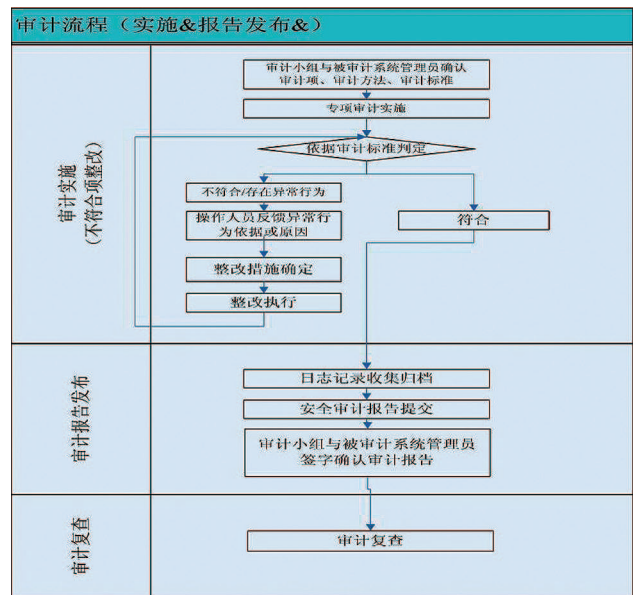 审计流程（实施&报告发布&）
审计实施
（不符合项整改）
审计小组与被审计系统管理员确认
审计项、审计方法、审计标准
专项审计实施
依据审计标准判定
不符合/存在异常行为
符合
操作人员反馈异常行
为依据或原因
整改措施确定
整改执行
审计报告发布
日志记录收集归档
安全审计报告提交
审计小组与被审计系统管理员
签字确认审计报告
审计复查
审计复查